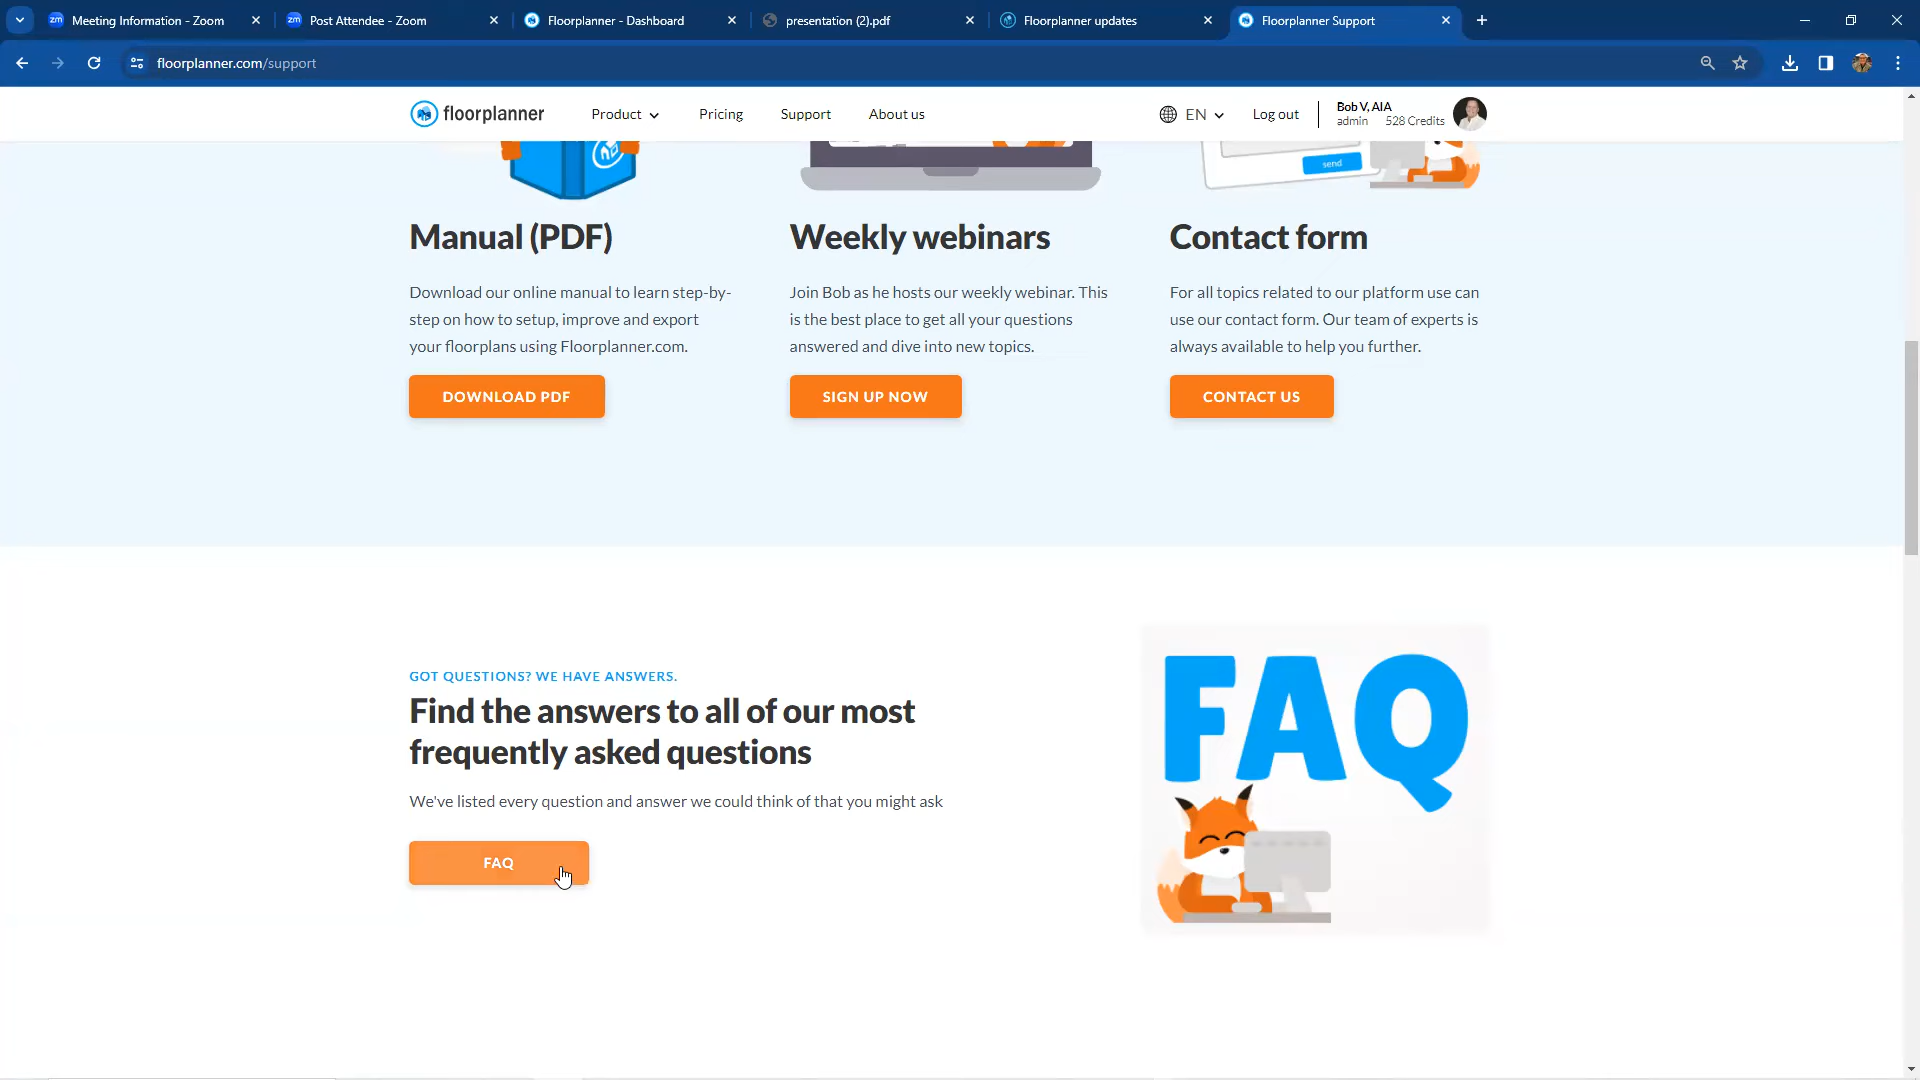 Meeting Information - Zoom
Post Attendee - Zoom
Floorplanner - Dashboard
presentation (2).pdf
Floorplanner updates
Floorplanner Support
floorplanner.com/support
floorplanner
Product
Pricing
Support
About us
EN
Log out
Bob V, AIA
admin 528 Credits
send
Manual (PDF)
Download our online manual to learn step-by-
step on how to setup, improve and export
your floorplans using Floorplanner.com.
DOWNLOAD PDF
Weekly webinars
Join Bob as he hosts our weekly webinar. This
is the best place to get all your questions
answered and dive into new topics.
SIGN UP NOW
Contact form
For all topics related to our platform use can
use our contact form. Our team of experts is
always available to help you further.
CONTACT US
GOT QUESTIONS? WE HAVE ANSWERS.
Find the answers to all of our most
frequently asked questions
We've listed every question and answer we could think of that you might ask
FAQ
FAQ